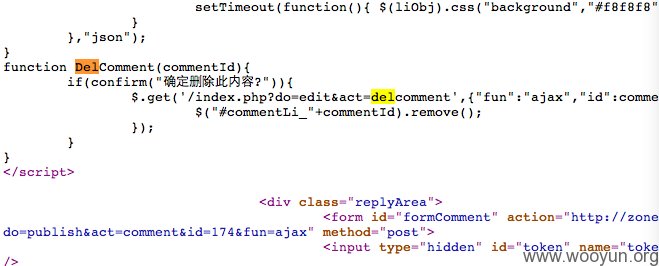 setTimeout(function(){ $(liObj).css("background","#f8f8f8"
}
},"json");
}
function DelComment(commentId){
if(confirm("确定删除此内容?")){
$.get('/index.php?do=edit&act=delcomment',{"fun":"ajax","id":comme
$("#commentLi_"+commentId).remove();
});
}
}
</script>
<div class="replyArea">
<form id="formComment" action="http://zone
do=publish&act=comment&id=174&fun=ajax" method="post">
<input type="hidden" id="token" name="toke
/>
www.wooyun.org